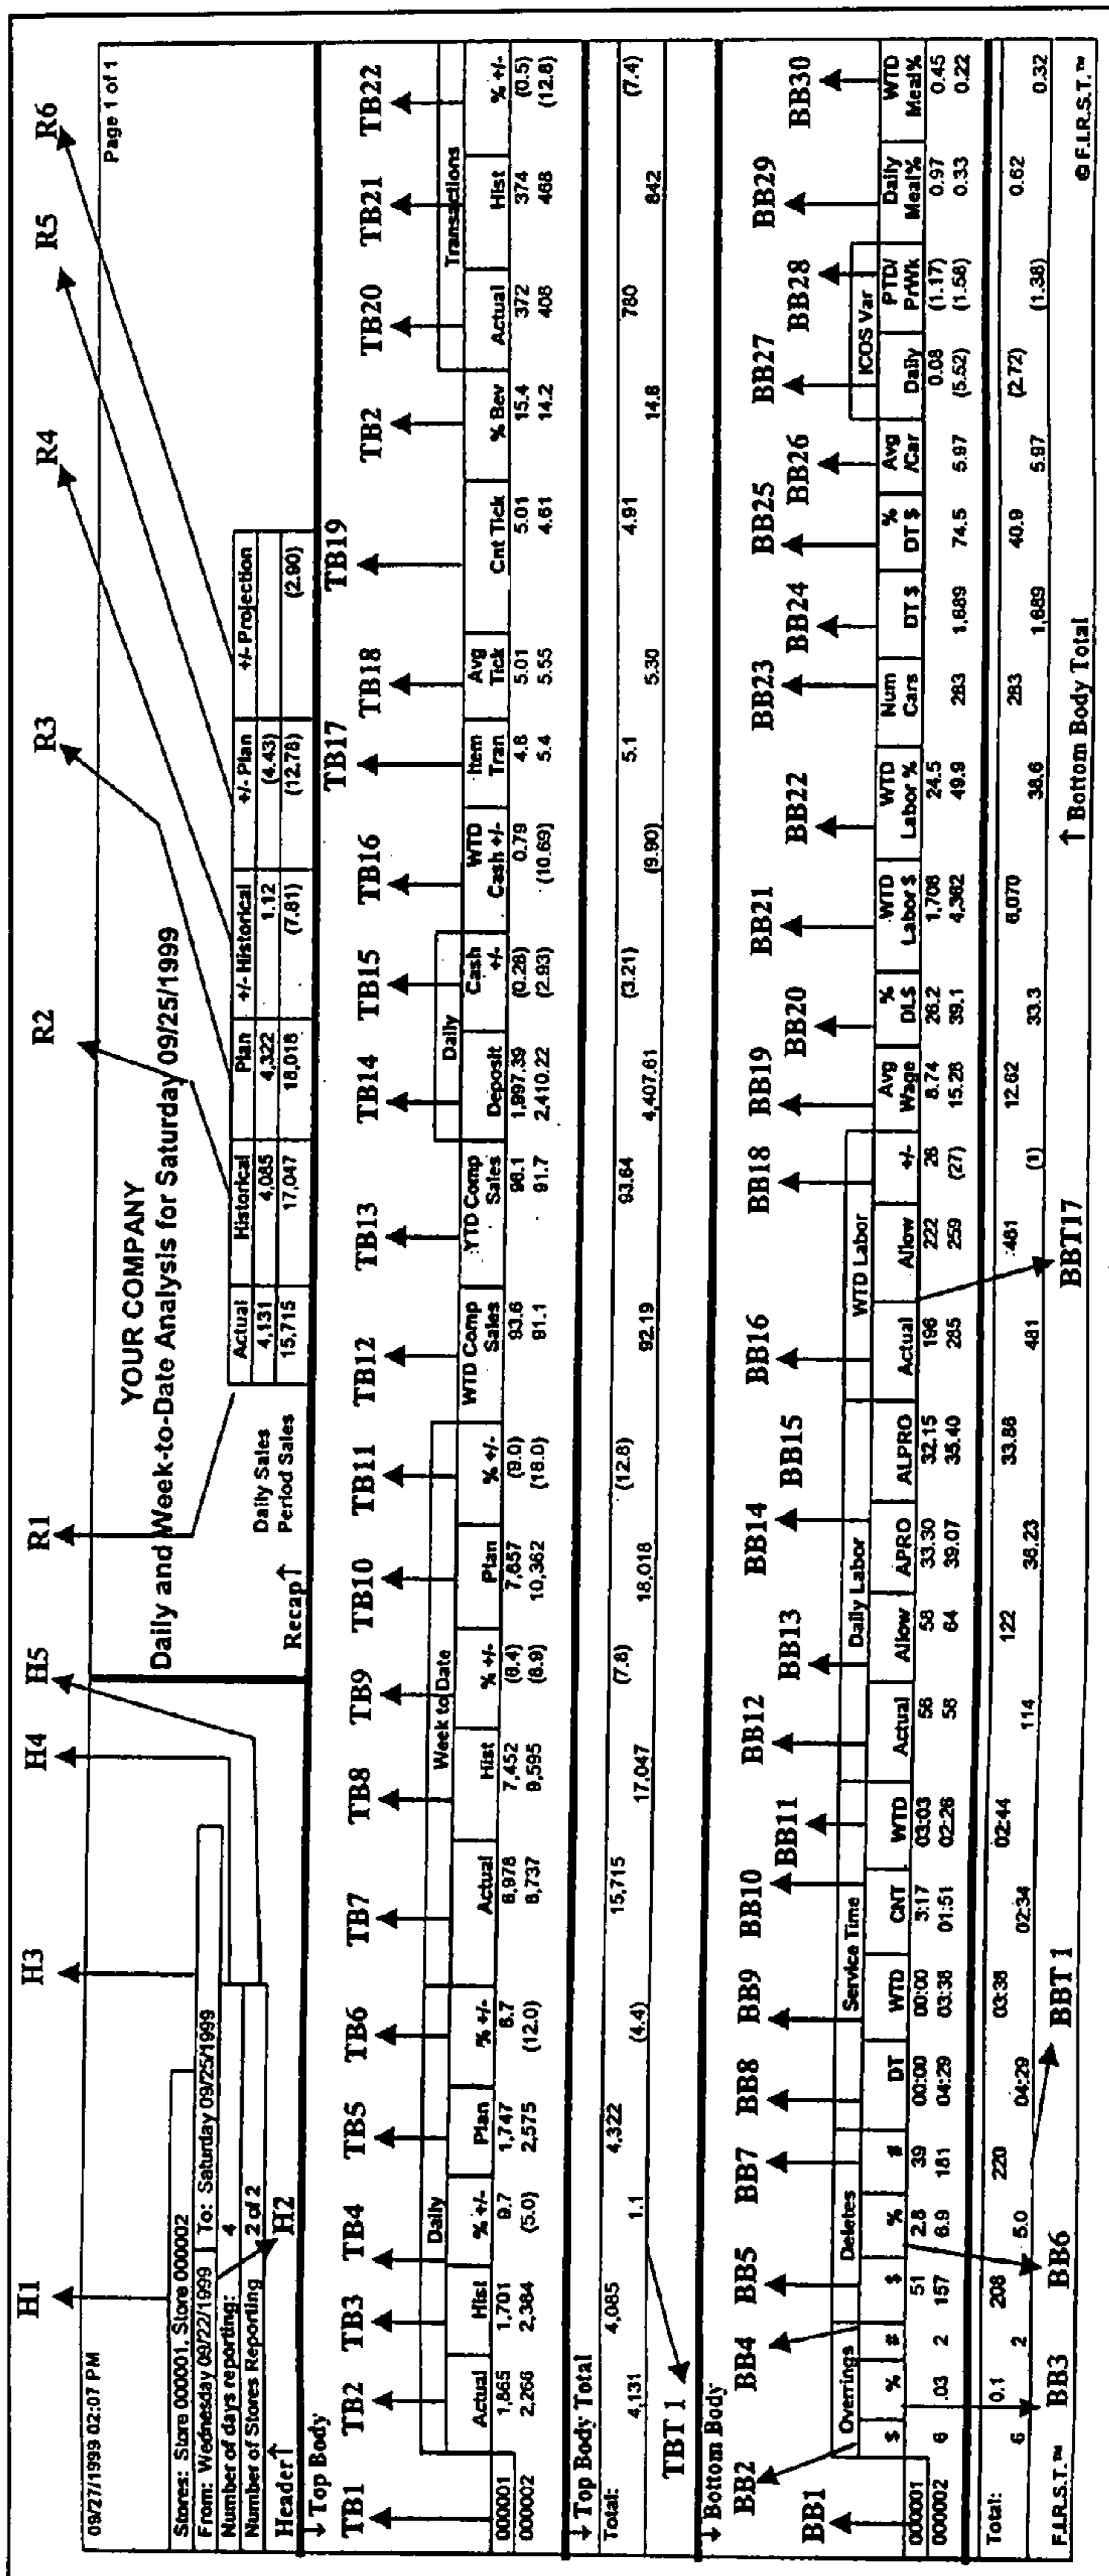 H1 H3 H4 H5 R1 R2 R3 R4 R5 R6
09/27/1999 02:07 PM
Page 1 of 1
YOUR COMPANY
Daily and Week-to-Date Analysis for Saturday 09/25/1999
Stores: Store 000001, Store 000002
From: Wednesday 09/22/1999 To: Saturday 09/25/1999
Number of days reporting: 4
Number of Stores Reporting 2 of 2
Header↑ H2
Actual Historical Plan +/- Historical +/- Plan +/- Projection
Daily Sales 4,131 4,085 4,322 1.12 (4.43)
Period Sales 15,715 17,047 18,018 (7.81) (12.78) (2.90)
Recap↑
↓ Top Body
TB1 TB2 TB3 TB4 TB5 TB6 TB7 TB8 TB9 TB10 TB11 TB12 TB13 TB14 TB15 TB16 TB17 TB18 TB19 TB2 TB20 TB21 TB22
Daily Week to Date Daily Transactions
Actual Hist % +/- Plan % +/- Actual Hist % +/- Plan % +/- WTD Comp Sales YTD Comp Sales Deposit Cash +/- WTD Cash +/- Item Tran Avg Tick Cnt Tick % Bev Actual Hist % +/-
000001 1,865 1,701 9.7 1,747 6.7 6,978 7,452 (6.4) 7,657 (9.0) 93.6 96.1 1,997.39 (0.28) 0.79 4.8 5.01 5.01 15.4 372 374 (0.5)
000002 2,266 2,384 (5.0) 2,575 (12.0) 8,737 9,595 (8.9) 10,362 (18.0) 91.1 91.7 2,410.22 (2.93) (10.69) 5.4 5.55 4.61 14.2 408 468 (12.8)
↓ Top Body Total
Total: 4,131 4,085 1.1 4,322 (4.4) 15,715 17,047 (7.8) 18,018 (12.8) 92.19 93.64 4,407.61 (3.21) (9.90) 5.1 5.30 4.91 14.8 780 842 (7.4)
TBT 1
↓ Bottom Body
BB1 BB2 BB4 BB5 BB7 BB8 BB9 BB10 BB11 BB12 BB13 BB14 BB15 BB16 BB18 BB19 BB20 BB21 BB22 BB23 BB24 BB25 BB26 BB27 BB28 BB29 BB30
Overrings Deletes Service Time Daily Labor WTD Labor ICOS Var
$ % # $ % # DT WTD CNT WTD Actual Allow APRO ALPRO Actual Allow +/- Avg Wage % DL$ WTD Labor $ WTD Labor % Num Cars DT $ % DT $ Avg /Car Daily PTD/ PrWk Daily Meal% WTD Meal%
000001 51 2.8 39 00:00 00:00 3:17 03:03 56 58 33.30 32.15 196 222 26 8.74 26.2 1,708 24.5 0.08 (1.17) 0.97 0.45
000002 6 .03 2 157 6.9 181 04:29 03:38 01:51 02:26 58 64 39.07 35.40 285 259 (27) 15.28 39.1 4,362 49.9 283 1,689 74.5 5.97 (5.52) (1.58) 0.33 0.22
Total: 6 0.1 2 208 5.0 220 04:29 03:38 02:34 02:44 114 122 36.23 33.88 481 481 (1) 12.62 33.3 6,070 38.6 283 1,689 40.9 5.97 (2.72) (1.38) 0.62 0.32
F.I.R.S.T.™ BB3 BB6 BBT 1 BBT17 ↑ Bottom Body Total © F.I.R.S.T.™